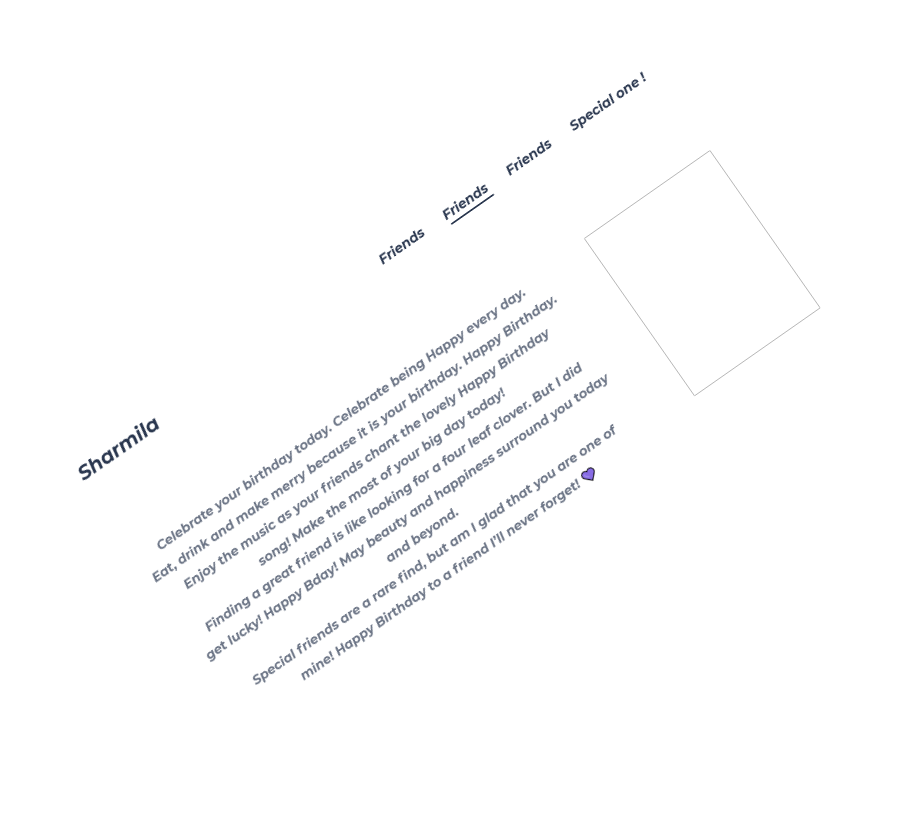 Sharmila
Friends
Friends
Friends
Special one !
Celebrate your birthday today. Celebrate being Happy every day.
Eat, drink and make merry because it is your birthday. Happy Birthday.
Enjoy the music as your friends chant the lovely Happy Birthday
song! Make the most of your big day today!
Finding a great friend is like looking for a four leaf clover. But I did
get lucky! Happy Bday! May beauty and happiness surround you today
and beyond.
Special friends are a rare find, but am I glad that you are one of
mine! Happy Birthday to a friend I'll never forget! 💜